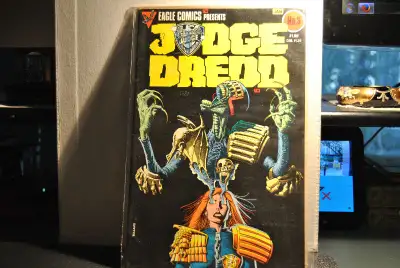 EAGLE COMICS
PRESENTS
JUDGE
DREDD